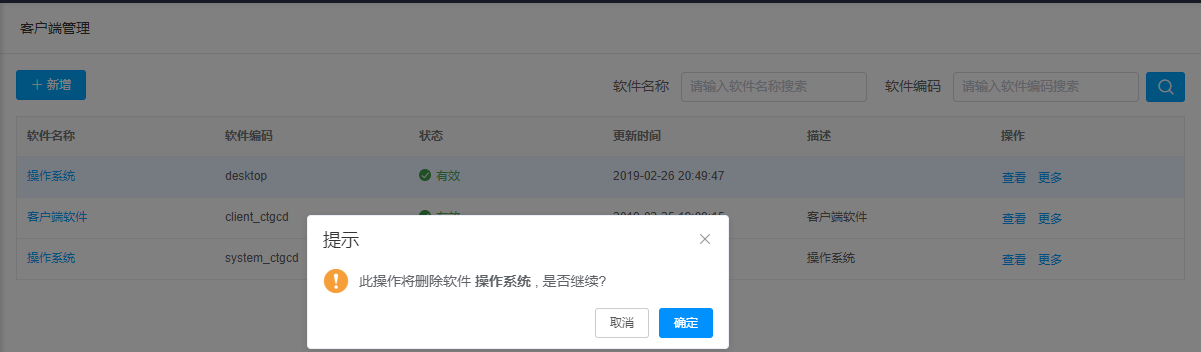 客户端管理
新增
软件名称 请输入软件名称搜索 软件编码 请输入软件编码搜索
软件名称 软件编码 状态 更新时间 描述 操作
操作系统 desktop 有效 2019-02-26 20:49:47 查看 更多
客户端软件 client_ctgcd 客户端软件 查看 更多
操作系统 system_ctgcd 操作系统 查看 更多
提示
此操作将删除软件 操作系统 , 是否继续?
取消 确定